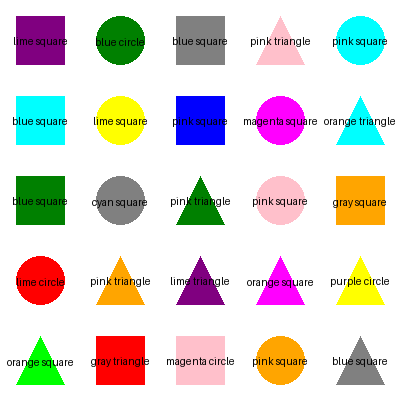 lime square blue circle blue square pink triangle pink square
blue square lime square pink square magenta square orange triangle
blue square cyan square pink triangle pink square gray square
lime circle pink triangle lime triangle orange square purple circle
orange square gray triangle magenta circle pink square blue square